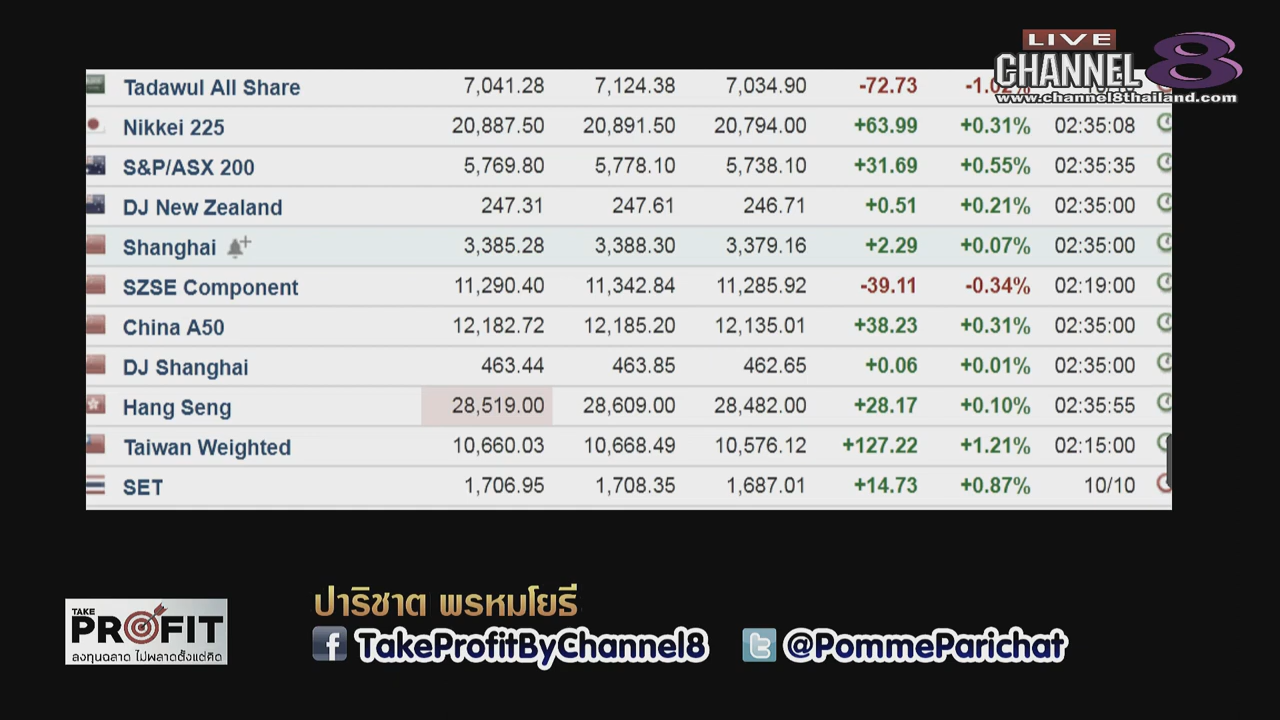 LIVE
CHANNEL 8
www.channel8thailand.com
Tadawul All Share 7,041.28 7,124.38 7,034.90 -72.73
Nikkei 225 20,887.50 20,891.50 20,794.00 +63.99 +0.31% 02:35:08
S&P/ASX 200 5,769.80 5,778.10 5,738.10 +31.69 +0.55% 02:35:35
DJ New Zealand 247.31 247.61 246.71 +0.51 +0.21% 02:35:00
Shanghai 3,385.28 3,388.30 3,379.16 +2.29 +0.07% 02:35:00
SZSE Component 11,290.40 11,342.84 11,285.92 -39.11 -0.34% 02:19:00
China A50 12,182.72 12,185.20 12,135.01 +38.23 +0.31% 02:35:00
DJ Shanghai 463.44 463.85 462.65 +0.06 +0.01% 02:35:00
Hang Seng 28,519.00 28,609.00 28,482.00 +28.17 +0.10% 02:35:55
Taiwan Weighted 10,660.03 10,668.49 10,576.12 +127.22 +1.21% 02:15:00
SET 1,706.95 1,708.35 1,687.01 +14.73 +0.87% 10/10
TAKE
PROFIT
ลงทุนฉลาด ไม่พลาดตั้งแต่คิด
ปาริชาต พรหมโยธี
TakeProfitByChannel8 @PommeParichat